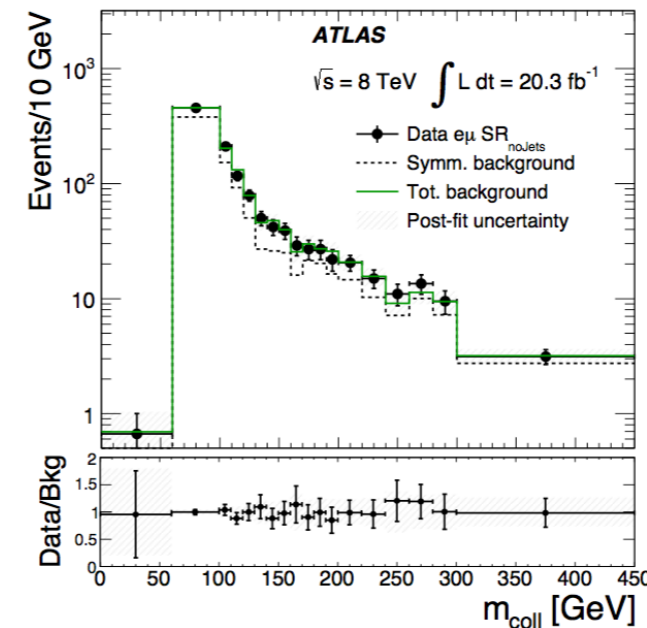 ATLAS
√s = 8 TeV ∫ L dt = 20.3 fb⁻¹
Data eμ SR_noJets
Symm. background
Tot. background
Post-fit uncertainty
Events/10 GeV
10³
10²
10
1
Data/Bkg
2
1.5
1
0.5
0
0 50 100 150 200 250 300 350 400 450
m_coll [GeV]